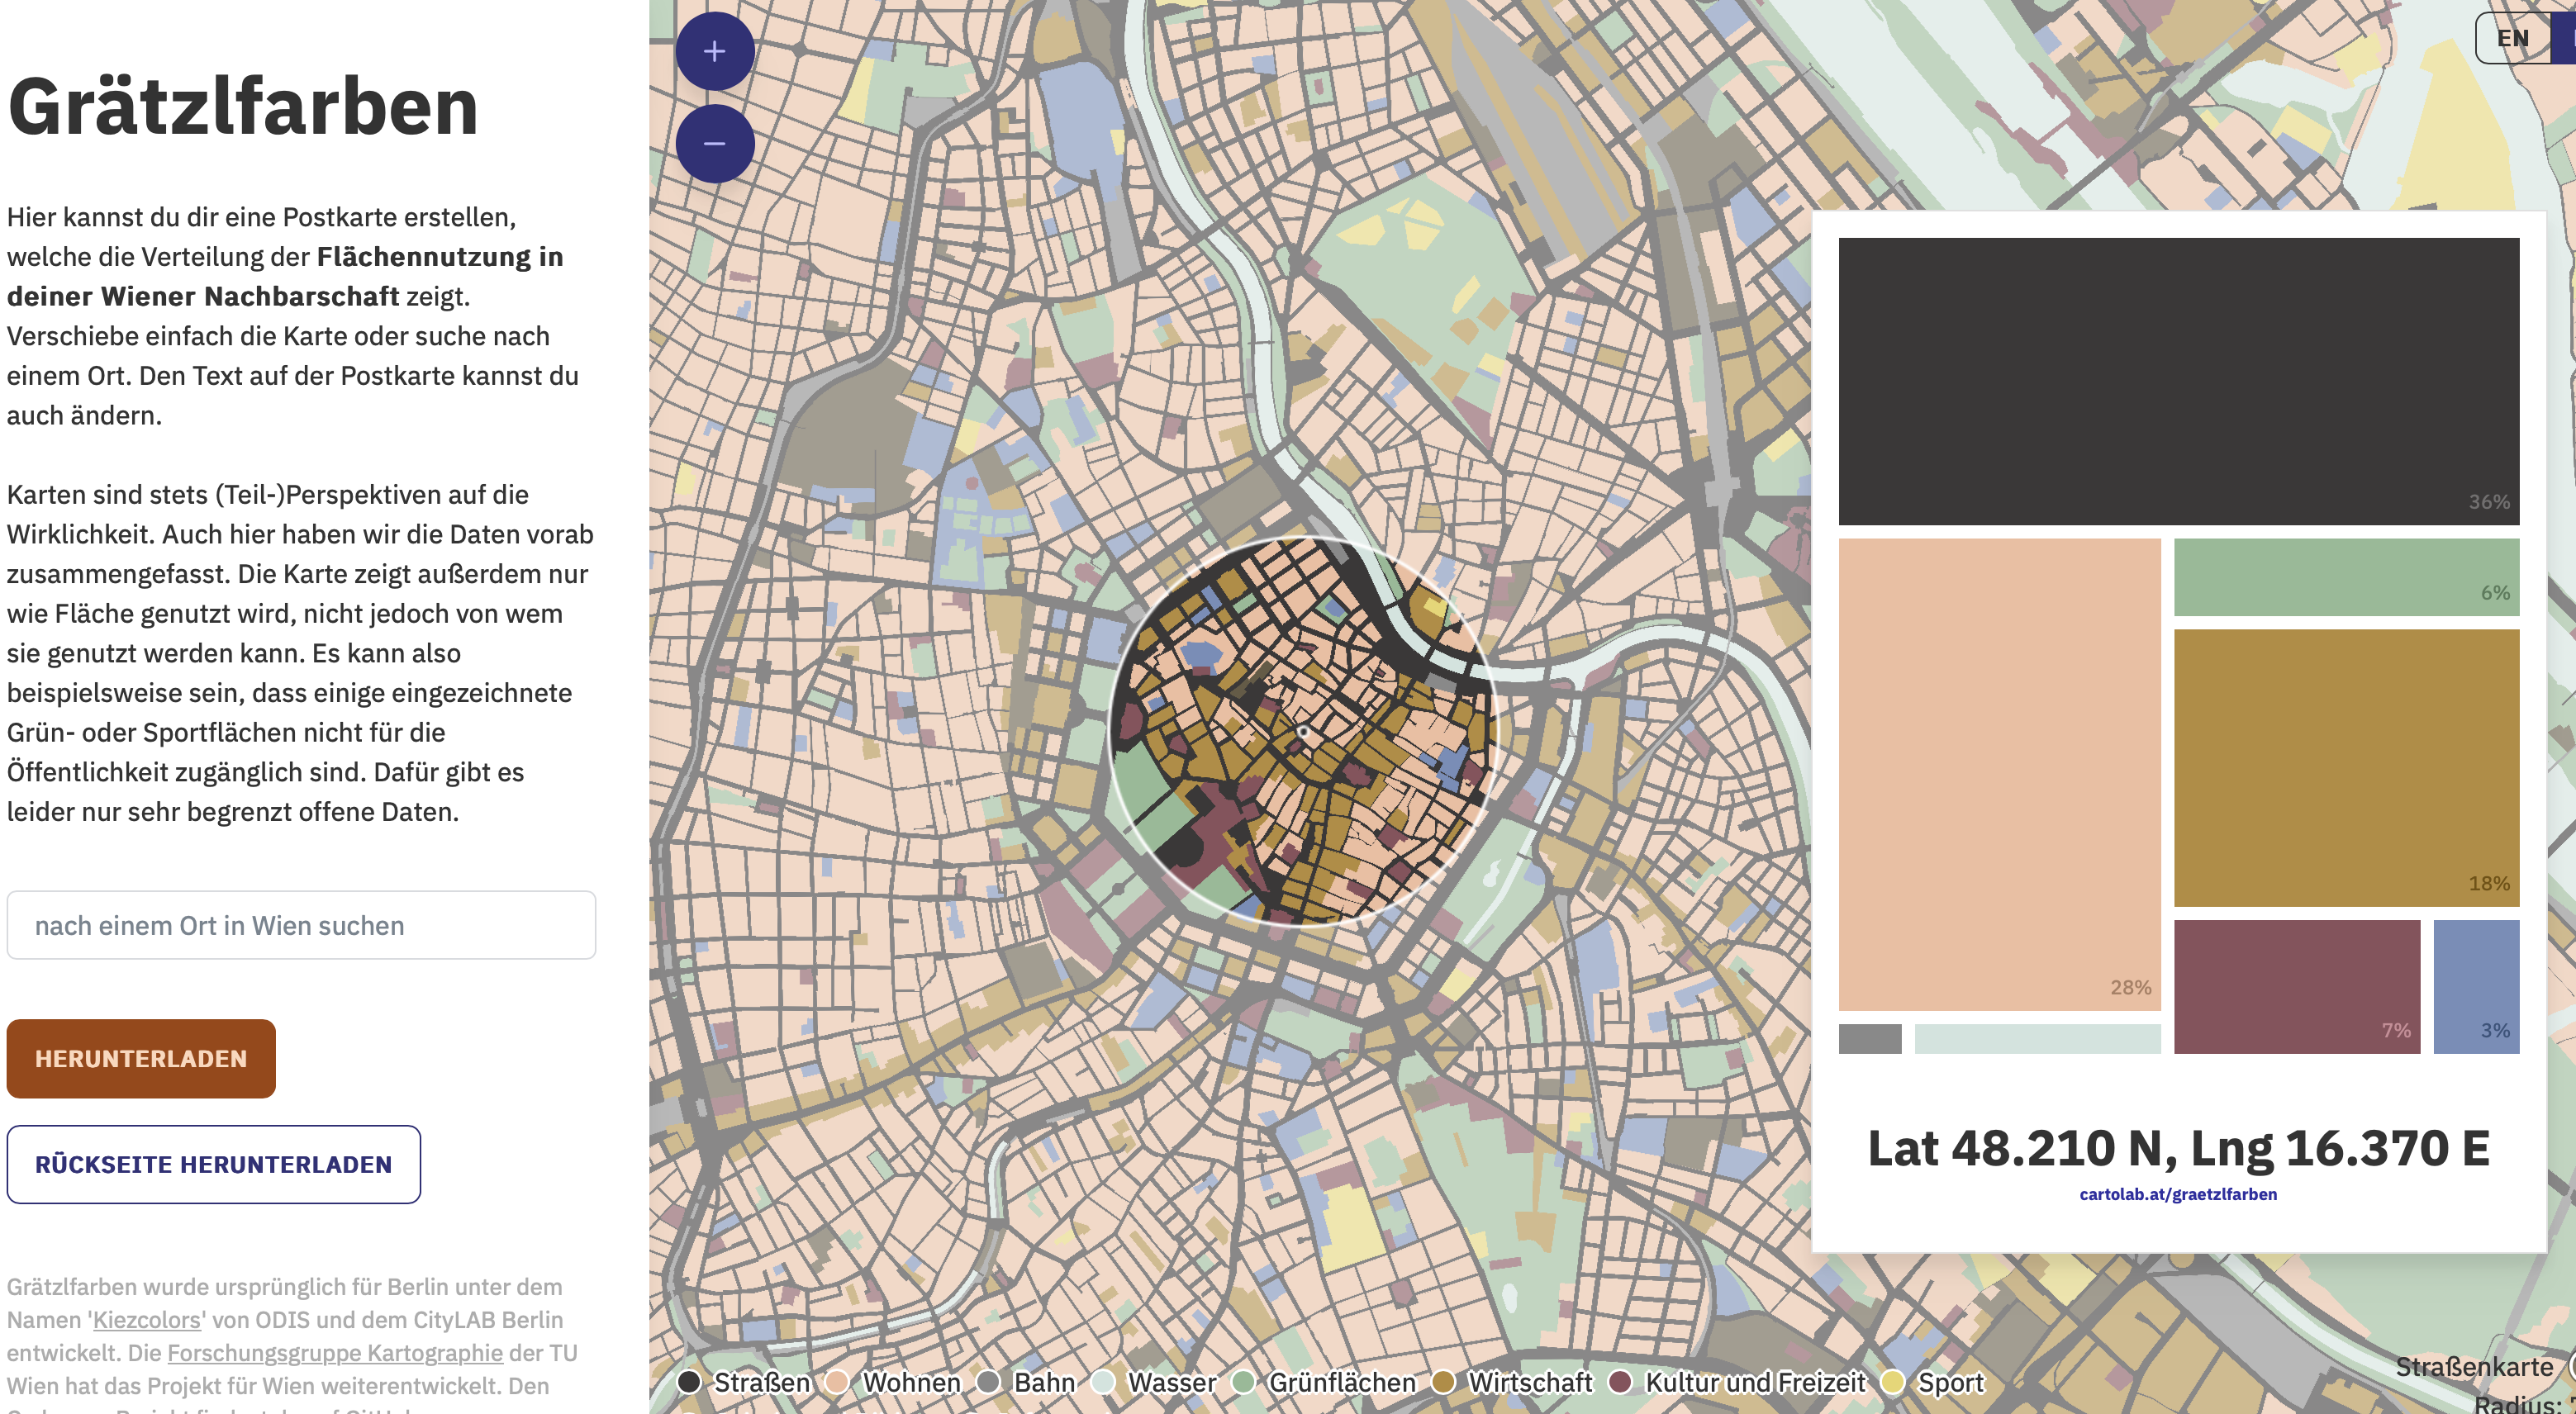 Grätzlfarben
Hier kannst du dir eine Postkarte erstellen,
welche die Verteilung der Flächennutzung in
deiner Wiener Nachbarschaft zeigt.
Verschiebe einfach die Karte oder suche nach
einem Ort. Den Text auf der Postkarte kannst du
auch ändern.
Karten sind stets (Teil-)Perspektiven auf die
Wirklichkeit. Auch hier haben wir die Daten vorab
zusammengefasst. Die Karte zeigt außerdem nur
wie Fläche genutzt wird, nicht jedoch von wem
sie genutzt werden kann. Es kann also
beispielsweise sein, dass einige eingezeichnete
Grün- oder Sportflächen nicht für die
Öffentlichkeit zugänglich sind. Dafür gibt es
leider nur sehr begrenzt offene Daten.
nach einem Ort in Wien suchen
HERUNTERLADEN
RÜCKSEITE HERUNTERLADEN
Grätzlfarben wurde ursprünglich für Berlin unter dem
Namen 'Kiezcolors' von ODIS und dem CityLAB Berlin
entwickelt. Die Forschungsgruppe Kartographie der TU
Wien hat das Projekt für Wien weiterentwickelt. Den
+
−
EN
36%
6%
28%
18%
7%
3%
Lat 48.210 N, Lng 16.370 E
cartolab.at/graetzlfarben
Straßen Wohnen Bahn Wasser Grünflächen Wirtschaft Kultur und Freizeit Sport
Straßenkarte
Radius: